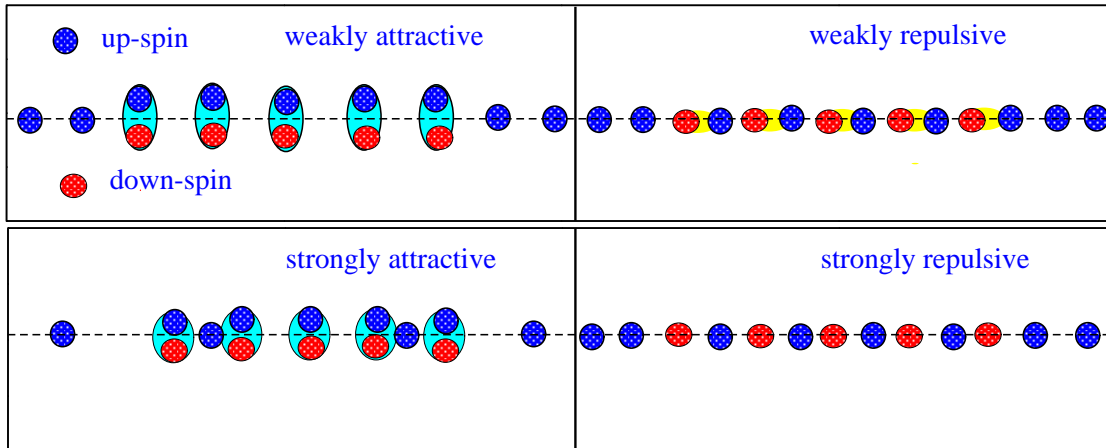 up-spin
weakly attractive
weakly repulsive
down-spin
strongly attractive
strongly repulsive